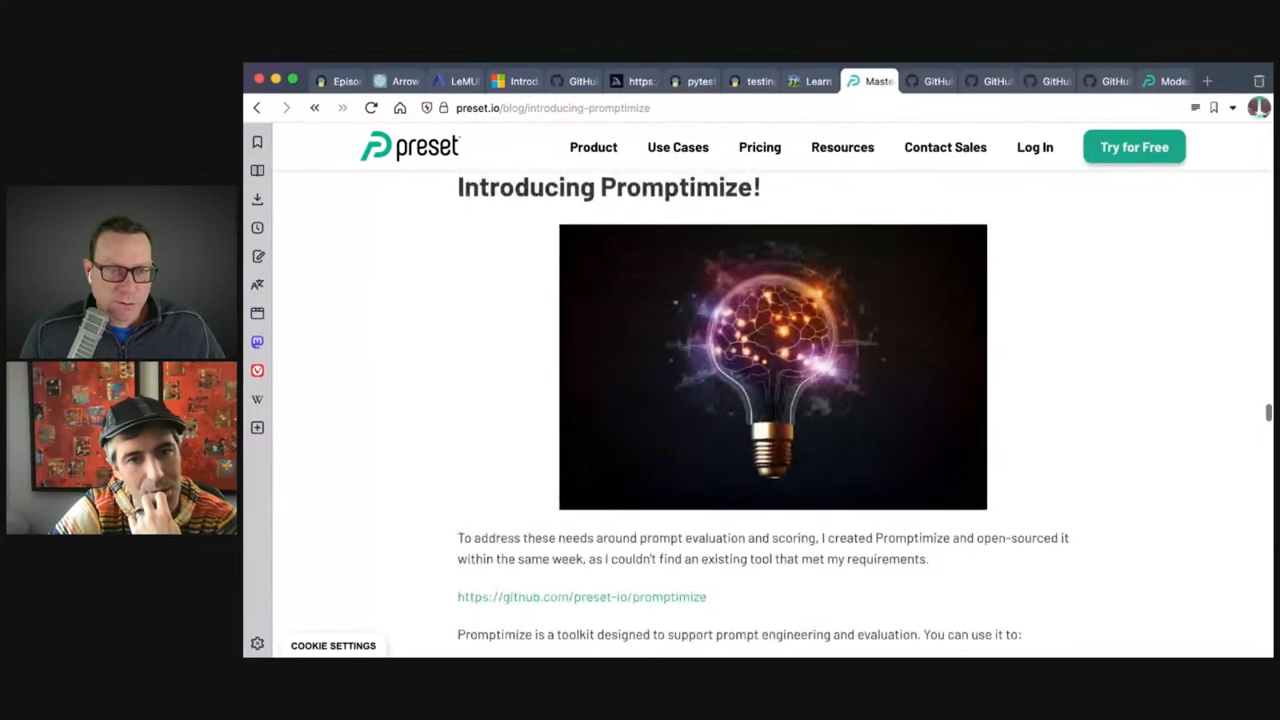 Episo
Arrow
LeMU
Introd
GitHu
https:
pytest
testin
Learn
Maste
GitHu
GitHu
GitHu
GitHu
Mode
preset.io/blog/introducing-promptimize
preset
Product
Use Cases
Pricing
Resources
Contact Sales
Log In
Try for Free
Introducing Promptimize!
To address these needs around prompt evaluation and scoring, I created Promptimize and open-sourced it
within the same week, as I couldn't find an existing tool that met my requirements.
https://github.com/preset-io/promptimize
Promptimize is a toolkit designed to support prompt engineering and evaluation. You can use it to:
W
COOKIE SETTINGS